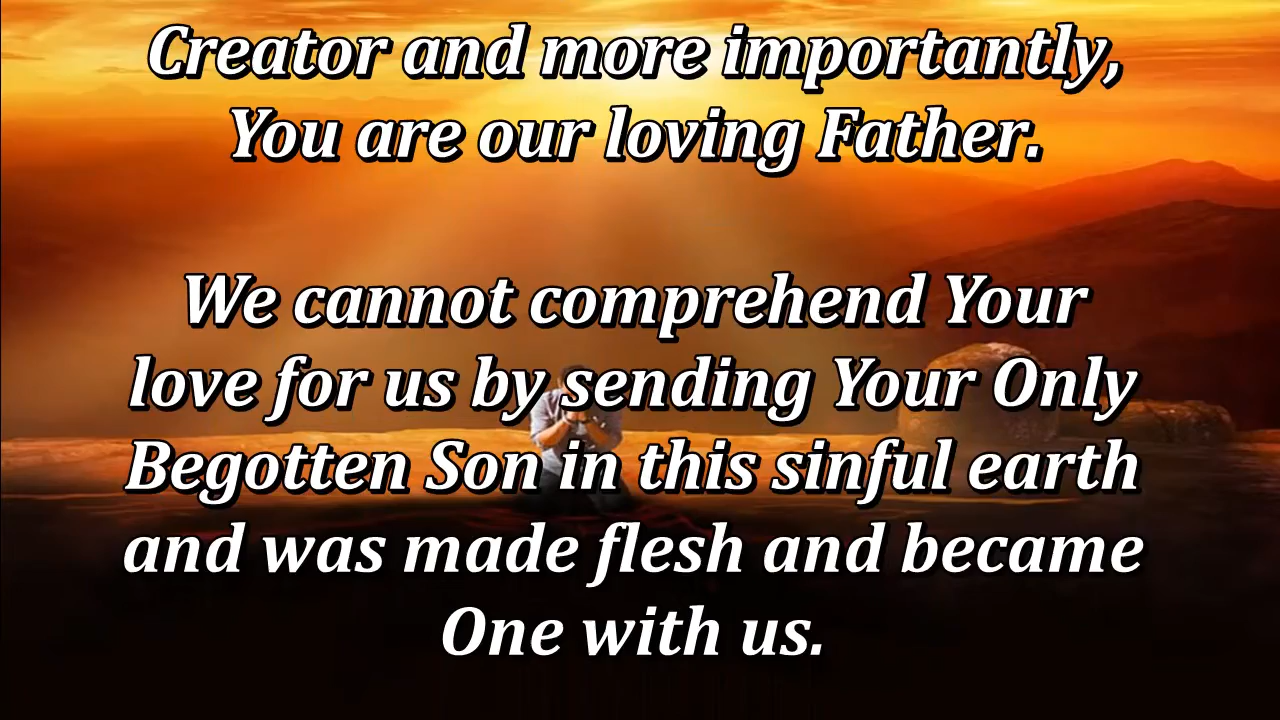 Creator and more importantly,
You are our loving Father.
We cannot comprehend Your
love for us by sending Your Only
Begotten Son in this sinful earth
and was made flesh and became
One with us.